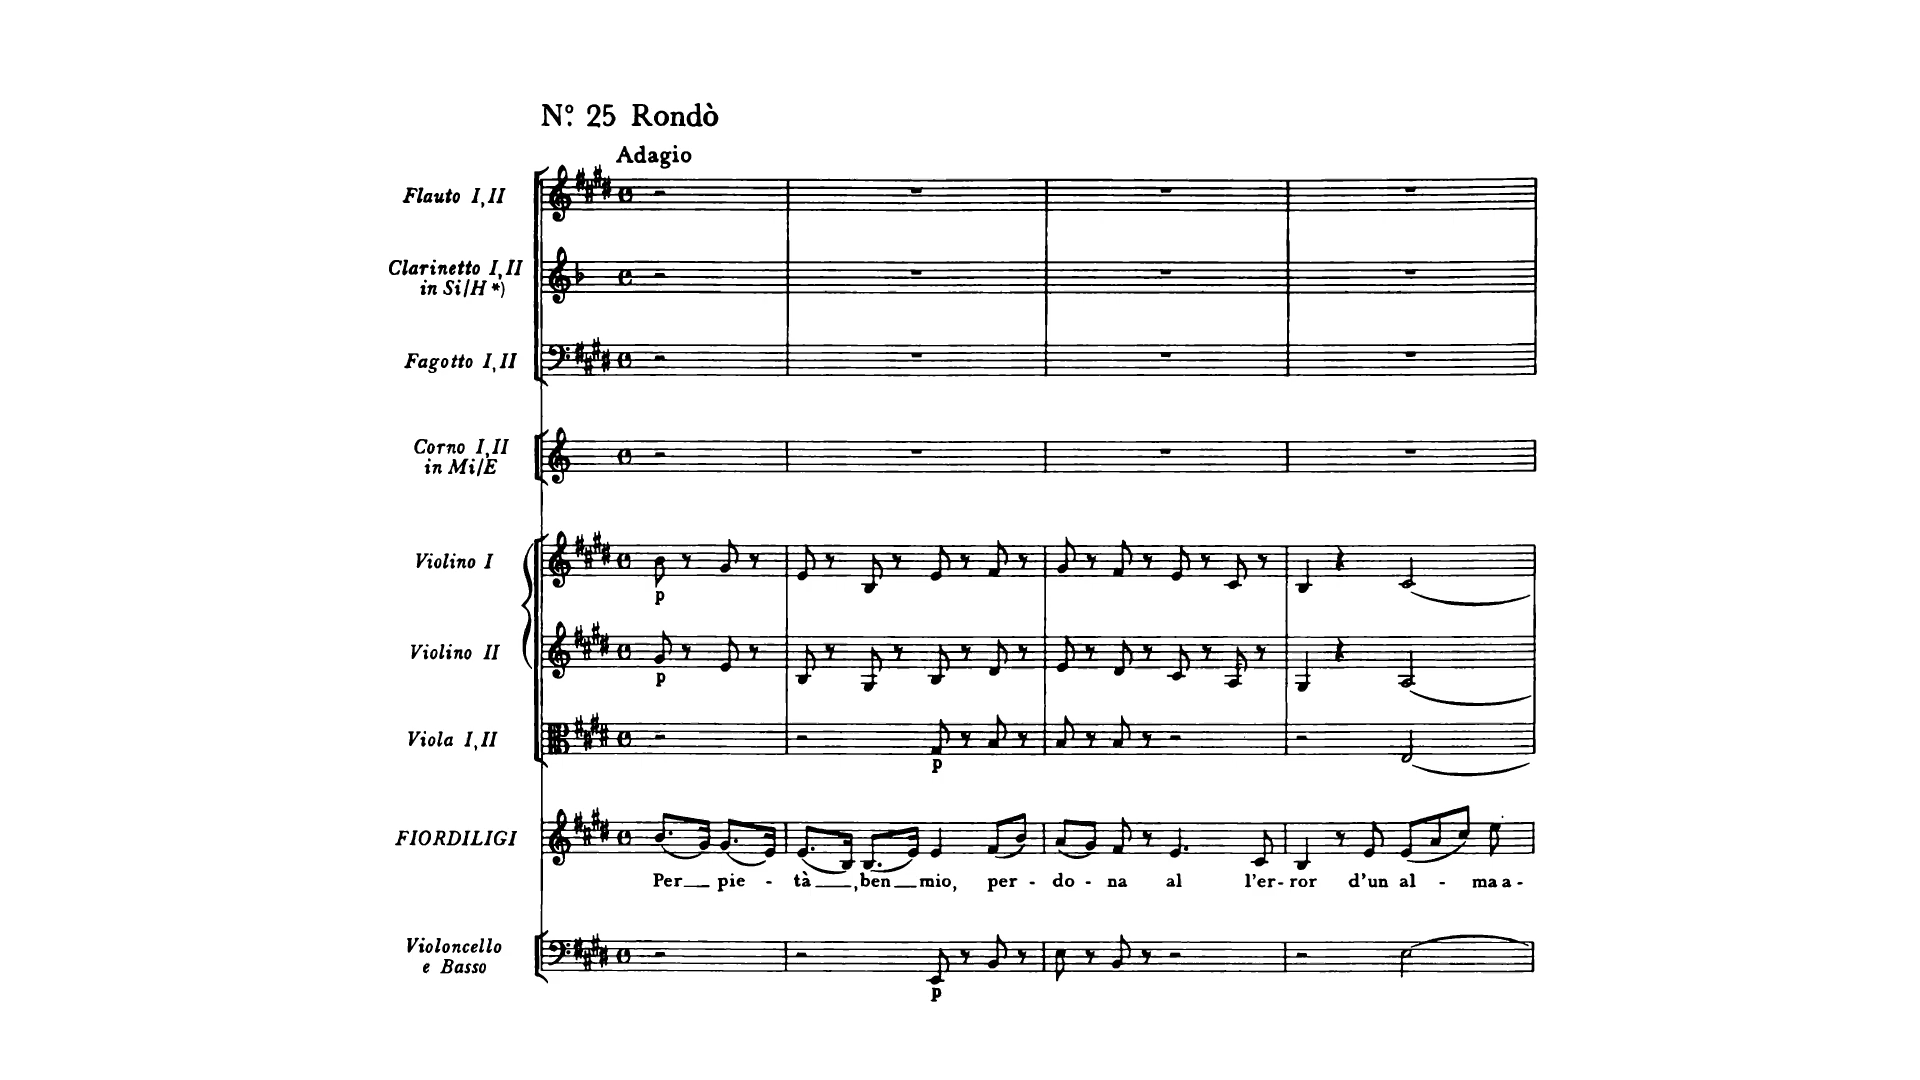 Nº. 25 Rondò
Adagio
Flauto I, II
Clarinetto I, II
in Si/H *)
Fagotto I, II
Corno I, II
in Mi/E
Violino I
p
Violino II
p
Viola I, II
p
FIORDILIGI
Per— pie - tà—, ben— mio, per - do - na al l'er- ror d'un al - ma a -
Violoncello
e Basso
p